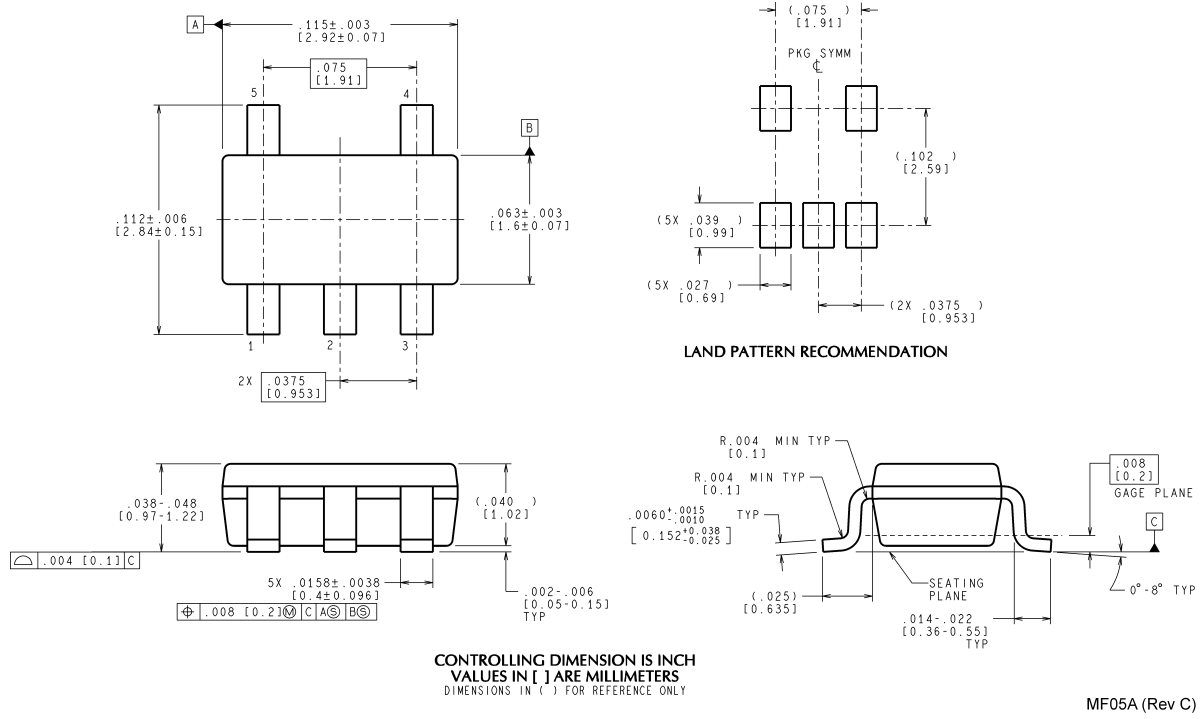 A
.115±.003
[2.92±0.07]
.075
[1.91]
5
4
B
.112±.006
[2.84±0.15]
.063±.003
[1.6±0.07]
1
2
3
2X .0375
[0.953]
(.075 )
[1.91]
PKG SYMM
℄
(.102 )
[2.59]
(5X .039 )
[0.99]
(5X .027 )
[0.69]
(2X .0375 )
[0.953]
LAND PATTERN RECOMMENDATION
.038-.048
[0.97-1.22]
(.040 )
[1.02]
⌓ .004 [0.1] C
5X .0158±.0038
[0.4±0.096]
⌖ .008 [0.2]Ⓜ C AⓈ BⓈ
.002-.006
[0.05-0.15]
TYP
R.004 MIN TYP
[0.1]
R.004 MIN TYP
[0.1]
.0060+.0015 -.0010 TYP
[0.152+0.038 -0.025]
.008
[0.2]
GAGE PLANE
C
SEATING
PLANE
0°-8° TYP
(.025)
[0.635]
.014-.022
[0.36-0.55]
TYP
CONTROLLING DIMENSION IS INCH
VALUES IN [ ] ARE MILLIMETERS
DIMENSIONS IN ( ) FOR REFERENCE ONLY
MF05A (Rev C)